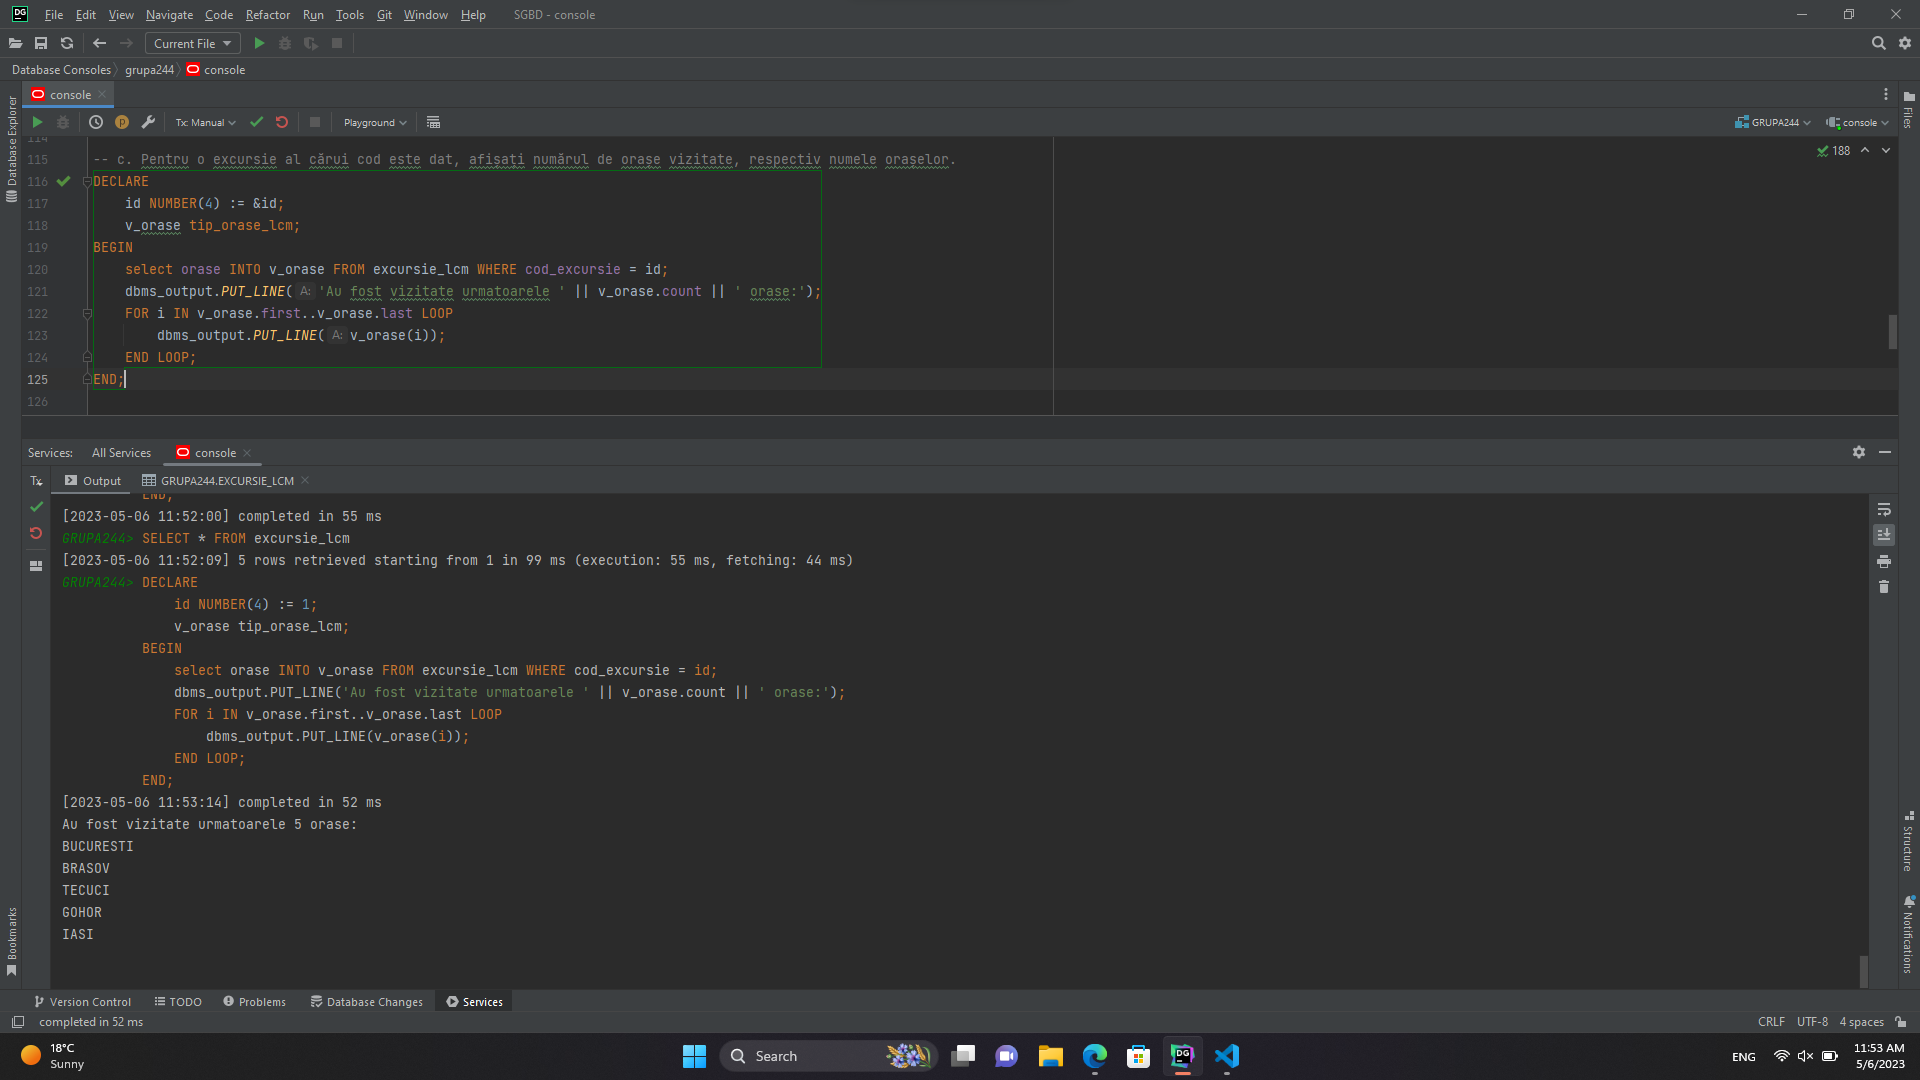 File Edit View Navigate Code Refactor Run Tools Git Window Help SGBD - console
Current File
Database Consoles grupa244 console
console
Tx: Manual Playground GRUPA244 console
Database Explorer
Files
114
115 -- c. Pentru o excursie al cărui cod este dat, afişaţi numărul de oraşe vizitate, respectiv numele oraşelor.
188
116 DECLARE
117 id NUMBER(4) := &id;
118 v_orase tip_orase_lcm;
119 BEGIN
120 select orase INTO v_orase FROM excursie_lcm WHERE cod_excursie = id;
121 dbms_output.PUT_LINE( A: 'Au fost vizitate urmatoarele ' || v_orase.count || ' orase:');
122 FOR i IN v_orase.first..v_orase.last LOOP
123 dbms_output.PUT_LINE( A: v_orase(i));
124 END LOOP;
125 END;
126
Services: All Services console
Tx Output GRUPA244.EXCURSIE_LCM
END;
[2023-05-06 11:52:00] completed in 55 ms
GRUPA244> SELECT * FROM excursie_lcm
[2023-05-06 11:52:09] 5 rows retrieved starting from 1 in 99 ms (execution: 55 ms, fetching: 44 ms)
GRUPA244> DECLARE
id NUMBER(4) := 1;
v_orase tip_orase_lcm;
BEGIN
select orase INTO v_orase FROM excursie_lcm WHERE cod_excursie = id;
dbms_output.PUT_LINE('Au fost vizitate urmatoarele ' || v_orase.count || ' orase:');
FOR i IN v_orase.first..v_orase.last LOOP
dbms_output.PUT_LINE(v_orase(i));
END LOOP;
END;
[2023-05-06 11:53:14] completed in 52 ms
Au fost vizitate urmatoarele 5 orase:
BUCURESTI
BRASOV
TECUCI
GOHOR
IASI
Bookmarks
Structure
Notifications
Version Control TODO Problems Database Changes Services
completed in 52 ms CRLF UTF-8 4 spaces
18°C
Sunny
Search
ENG
11:53 AM
5/6/2023